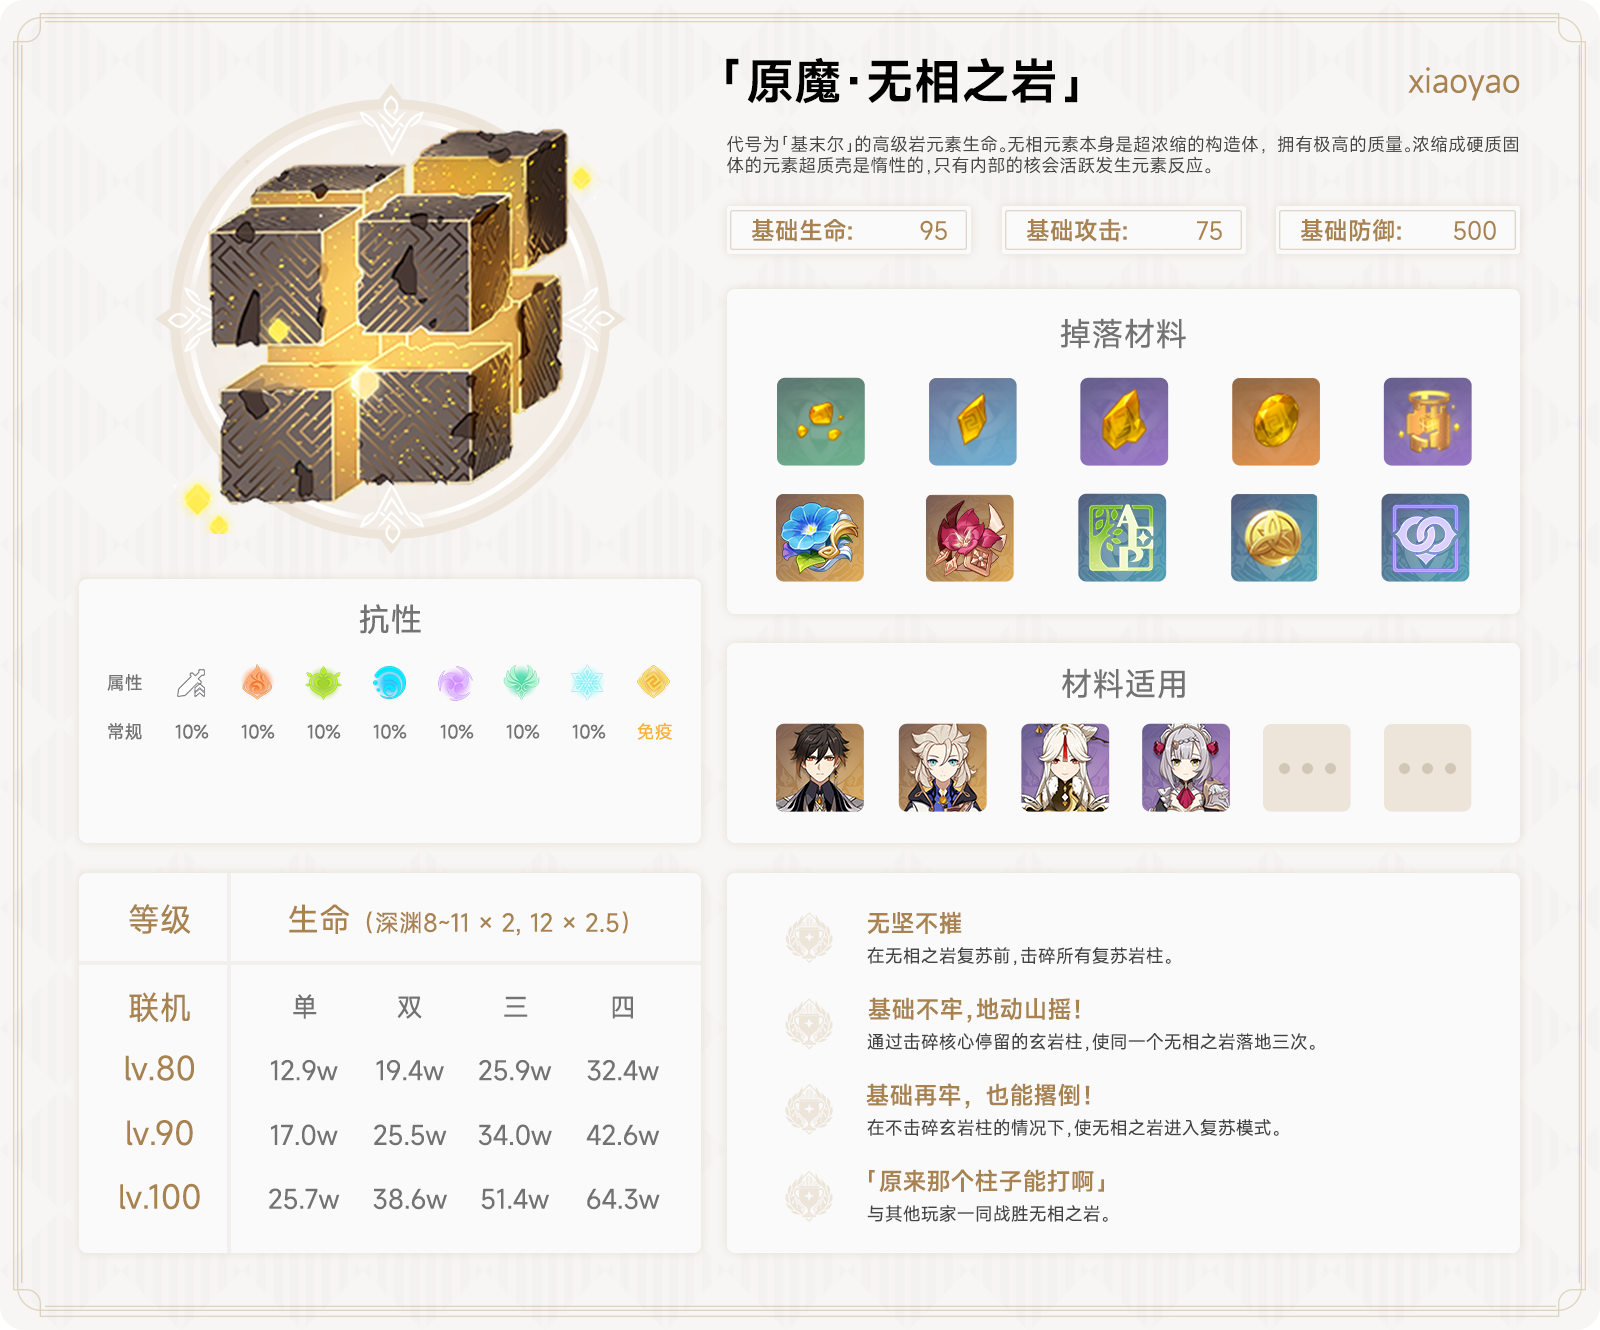 「原魔·无相之岩」
xiaoyao
代号为「基末尔」的高级岩元素生命。无相元素本身是超浓缩的构造体，拥有极高的质量。浓缩成硬质固
体的元素超质壳是惰性的,只有内部的核会活跃发生元素反应。
基础生命: 95
基础攻击: 75
基础防御: 500
掉落材料
AEP
抗性
属性
常规 10% 10% 10% 10% 10% 10% 10% 免疫
材料适用
等级 生命（深渊8~11 × 2, 12 × 2.5）
联机 单 双 三 四
lv.80 12.9w 19.4w 25.9w 32.4w
lv.90 17.0w 25.5w 34.0w 42.6w
lv.100 25.7w 38.6w 51.4w 64.3w
无坚不摧
在无相之岩复苏前,击碎所有复苏岩柱。
基础不牢,地动山摇!
通过击碎核心停留的玄岩柱,使同一个无相之岩落地三次。
基础再牢，也能撂倒!
在不击碎玄岩柱的情况下,使无相之岩进入复苏模式。
「原来那个柱子能打啊」
与其他玩家一同战胜无相之岩。